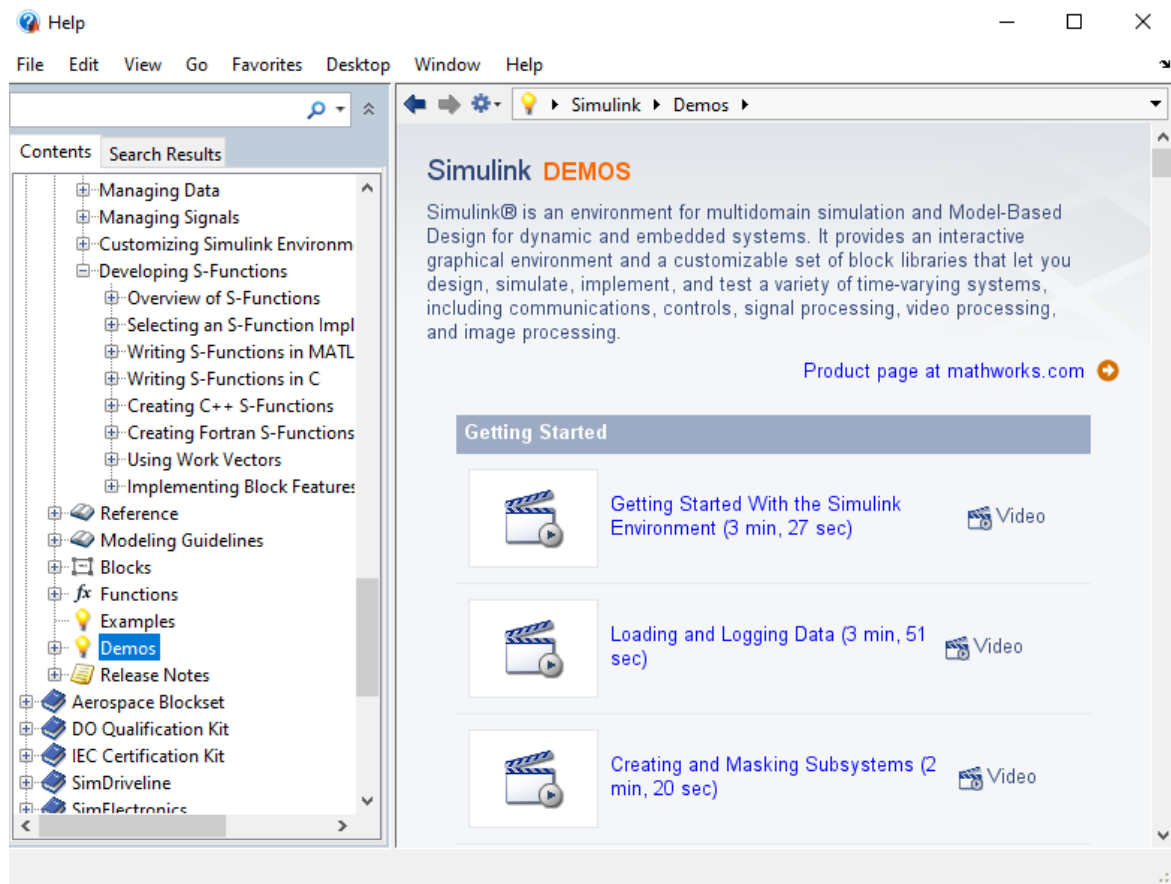 Help
File Edit View Go Favorites Desktop Window Help
Simulink Demos
Contents Search Results
Managing Data
Managing Signals
Customizing Simulink Environm
Developing S-Functions
Overview of S-Functions
Selecting an S-Function Impl
Writing S-Functions in MATL
Writing S-Functions in C
Creating C++ S-Functions
Creating Fortran S-Functions
Using Work Vectors
Implementing Block Features
Reference
Modeling Guidelines
Blocks
fx Functions
Examples
Demos
Release Notes
Aerospace Blockset
DO Qualification Kit
IEC Certification Kit
SimDriveline
SimElectronics
Simulink DEMOS
Simulink® is an environment for multidomain simulation and Model-Based
Design for dynamic and embedded systems. It provides an interactive
graphical environment and a customizable set of block libraries that let you
design, simulate, implement, and test a variety of time-varying systems,
including communications, controls, signal processing, video processing,
and image processing.
Product page at mathworks.com
Getting Started
Getting Started With the Simulink
Environment (3 min, 27 sec)
Video
Loading and Logging Data (3 min, 51
sec)
Video
Creating and Masking Subsystems (2
min, 20 sec)
Video